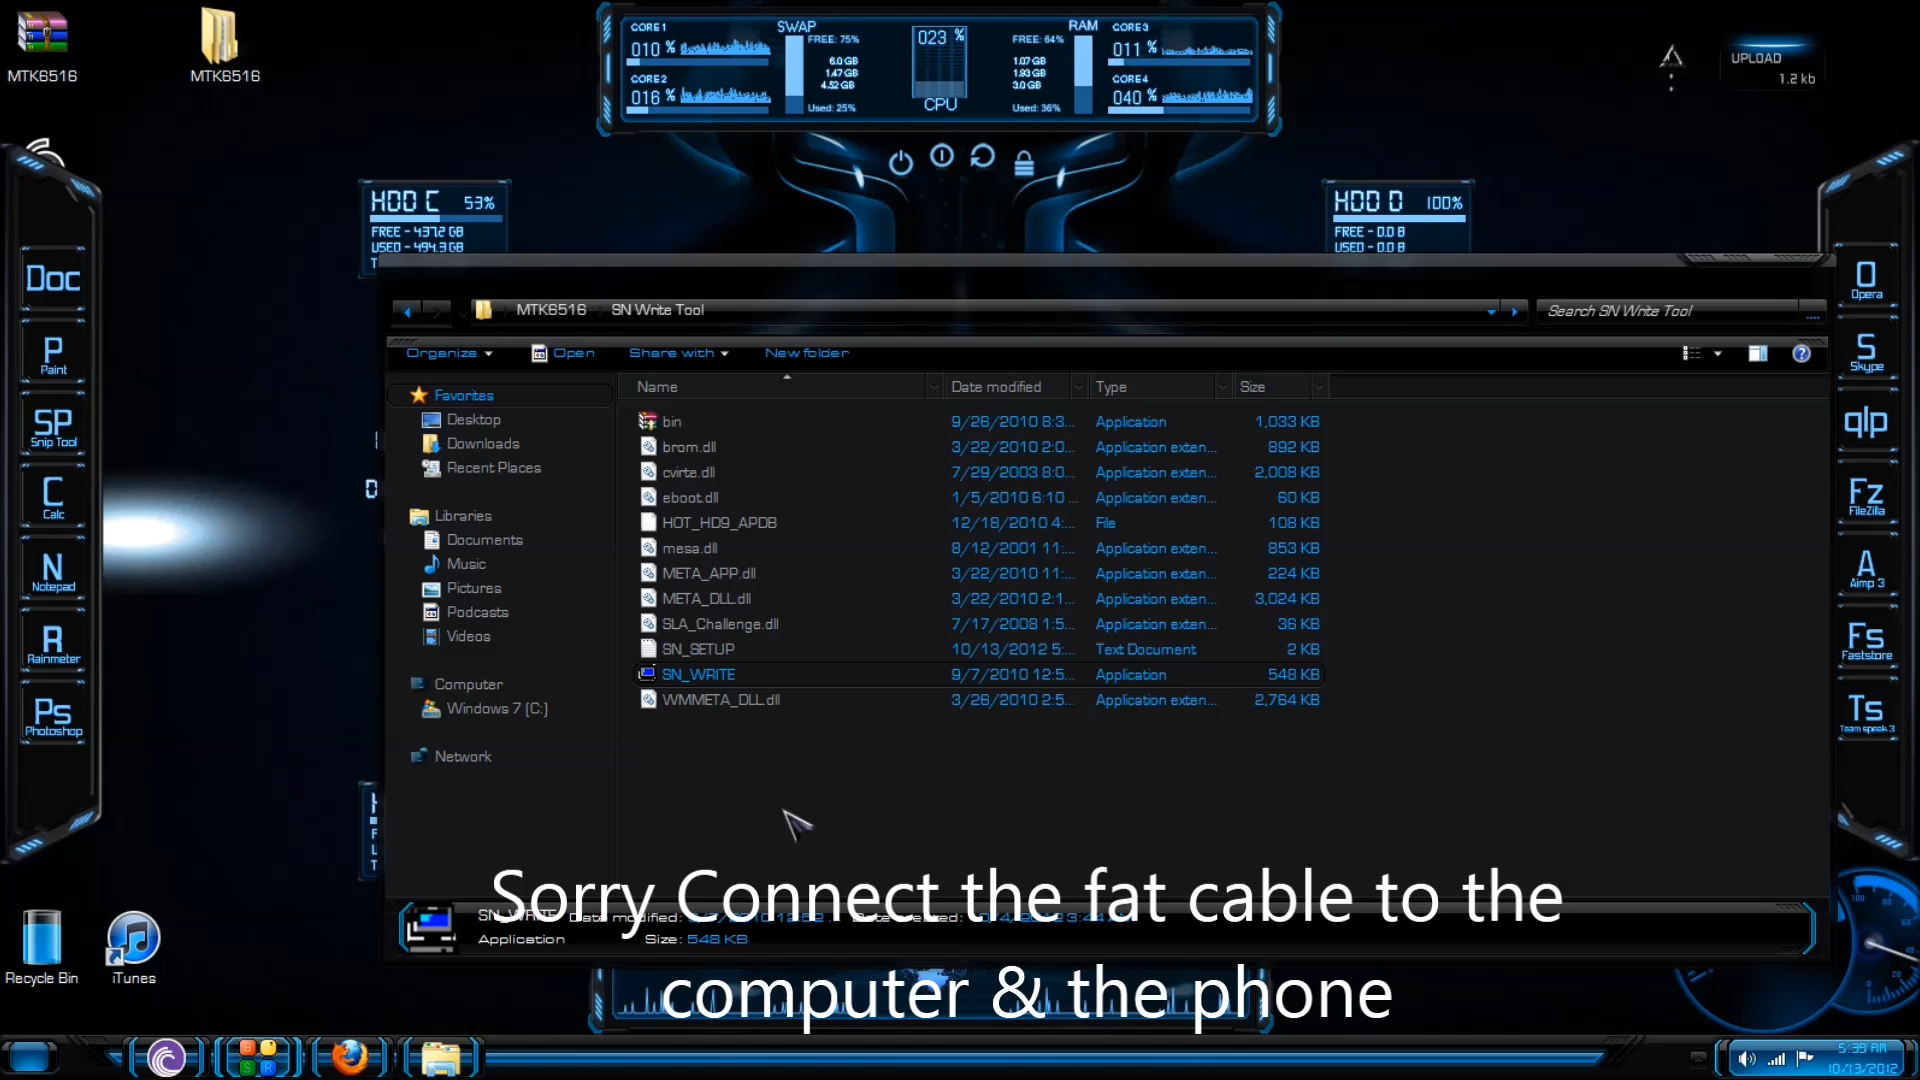 MTK6516
MTK6516
CORE1
010 %
CORE2
016 %
SWAP
FREE: 75%
6.0 GB
1.47 GB
4.52 GB
Used: 25%
023 %
CPU
RAM
FREE: 64%
1.07 GB
1.93 GB
3.0 GB
Used: 36%
CORE3
011 %
CORE4
040 %
UPLOAD
1.2 kb
HDD C 53%
FREE - 437.2 GB
USED - 494.3 GB
HDD D 100%
FREE - 0.0 B
USED - 0.0 B
Doc
P
Paint
SP
Snip Tool
C
Calc
N
Notepad
R
Rainmeter
Ps
Photoshop
O
Opera
S
Skype
qip
Fz
FileZilla
A
Aimp 3
Fs
Faststore
Ts
Team speak 3
MTK6516 SN Write Tool
Search SN Write Tool
Organize Open Share with New folder
Favorites
Desktop
Downloads
Recent Places
Libraries
Documents
Music
Pictures
Podcasts
Videos
Computer
Windows 7 (C:)
Network
Name Date modified Type Size
bin 9/26/2010 8:3... Application 1,033 KB
brom.dll 3/22/2010 2:0... Application exten... 892 KB
cvirte.dll 7/29/2003 8:0... Application exten... 2,008 KB
eboot.dll 1/5/2010 6:10 ... Application exten... 60 KB
HOT_HD9_APDB 12/18/2010 4:... File 108 KB
mesa.dll 8/12/2001 11:... Application exten... 853 KB
META_APP.dll 3/22/2010 11:... Application exten... 224 KB
META_DLL.dll 3/22/2010 2:1... Application exten... 3,024 KB
SLA_Challenge.dll 7/17/2008 1:5... Application exten... 36 KB
SN_SETUP 10/13/2012 5:... Text Document 2 KB
SN_WRITE 9/7/2010 12:5... Application 548 KB
WMMETA_DLL.dll 3/26/2010 2:5... Application exten... 2,764 KB
Sorry Connect the fat cable to the
computer & the phone
SN_WRITE Date modified: Date created:
Application Size: 548 KB
Recycle Bin
iTunes
5:39 AM
10/13/2012